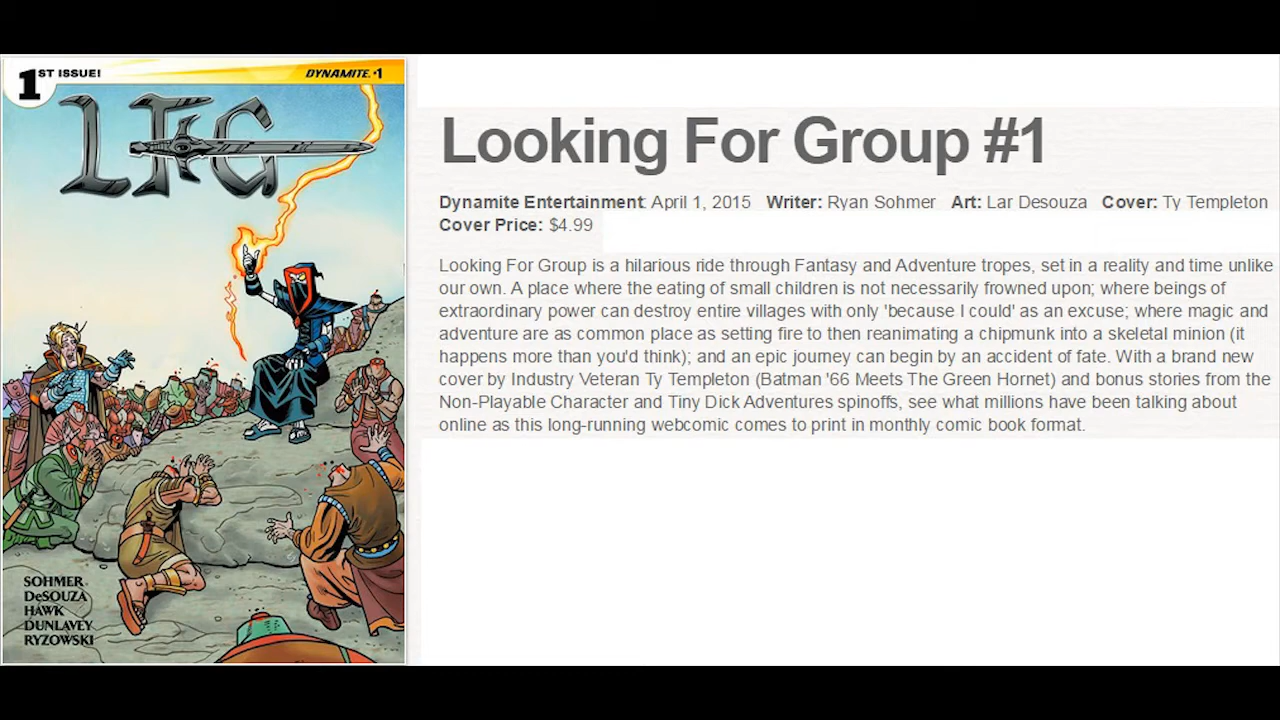 1ST ISSUE!
DYNAMITE. #1
LFG
SOHMER
DeSOUZA
HAWK
DUNLAVEY
RYZOWSKI
Looking For Group #1
Dynamite Entertainment: April 1, 2015 Writer: Ryan Sohmer Art: Lar Desouza Cover: Ty Templeton
Cover Price: $4.99
Looking For Group is a hilarious ride through Fantasy and Adventure tropes, set in a reality and time unlike
our own. A place where the eating of small children is not necessarily frowned upon; where beings of
extraordinary power can destroy entire villages with only 'because I could' as an excuse; where magic and
adventure are as common place as setting fire to then reanimating a chipmunk into a skeletal minion (it
happens more than you'd think); and an epic journey can begin by an accident of fate. With a brand new
cover by Industry Veteran Ty Templeton (Batman '66 Meets The Green Hornet) and bonus stories from the
Non-Playable Character and Tiny Dick Adventures spinoffs, see what millions have been talking about
online as this long-running webcomic comes to print in monthly comic book format.